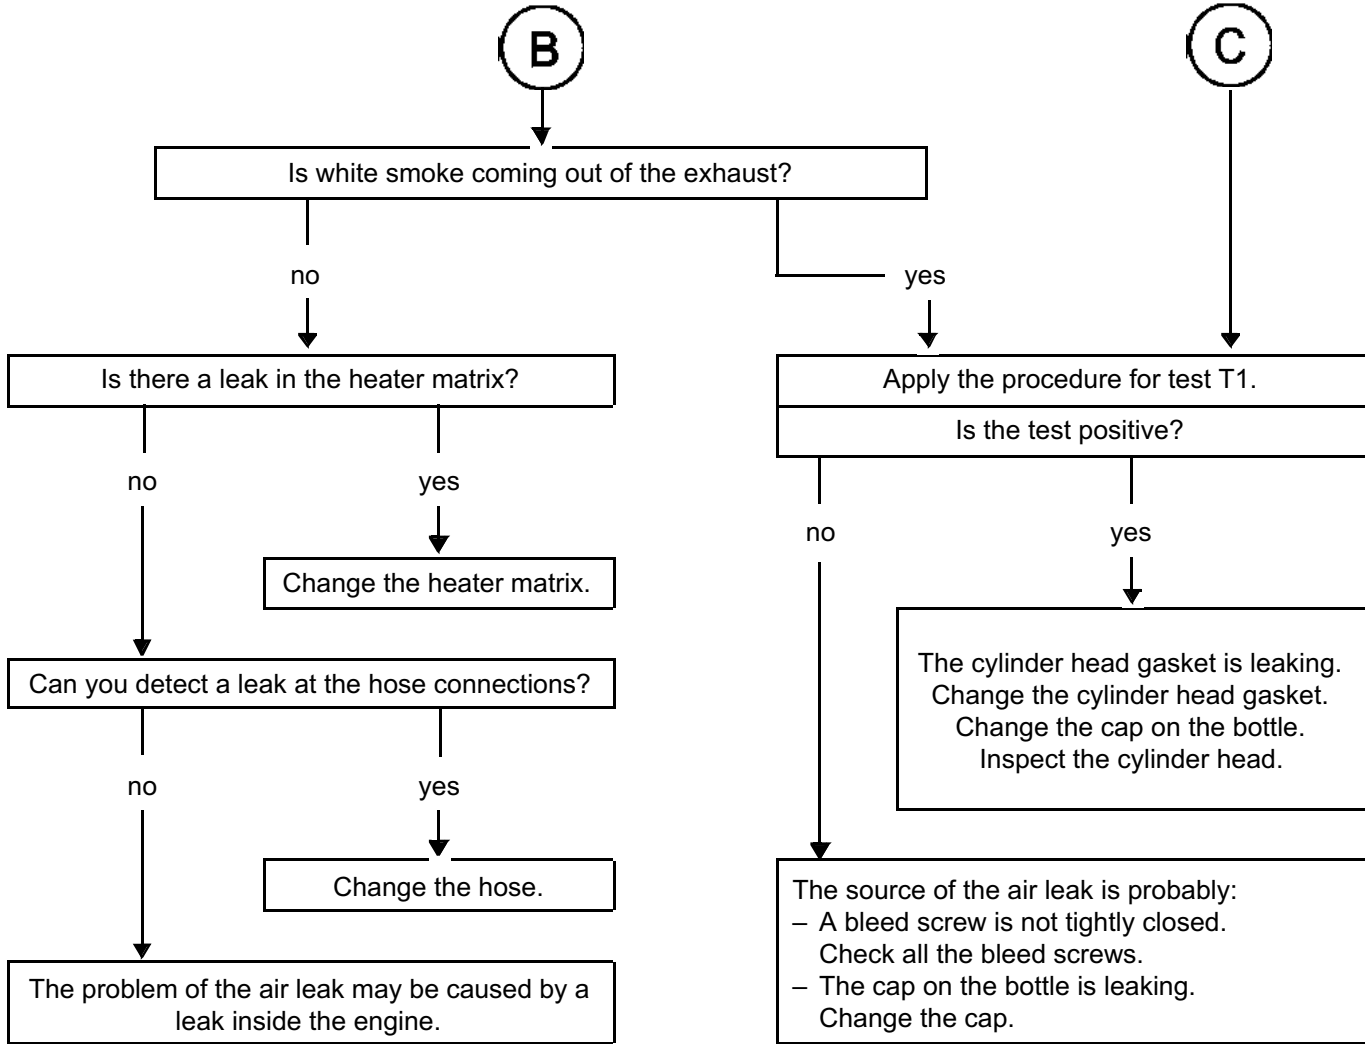 B
C
Is white smoke coming out of the exhaust?
no
yes
Is there a leak in the heater matrix?
Apply the procedure for test T1.
Is the test positive?
no
yes
no
yes
Change the heater matrix.
The cylinder head gasket is leaking.
Change the cylinder head gasket.
Change the cap on the bottle.
Inspect the cylinder head.
Can you detect a leak at the hose connections?
no
yes
Change the hose.
The source of the air leak is probably:
– A bleed screw is not tightly closed.
Check all the bleed screws.
– The cap on the bottle is leaking.
Change the cap.
The problem of the air leak may be caused by a
leak inside the engine.